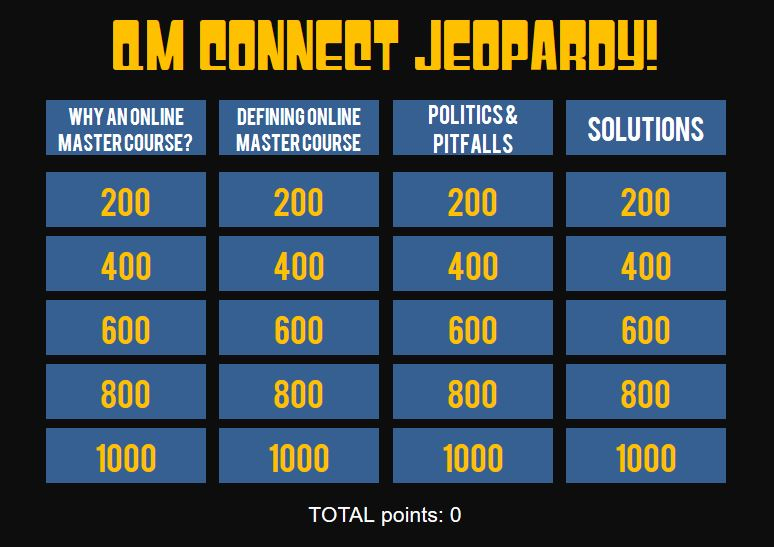 QM CONNECT JEOPARDY!
WHY AN ONLINE
MASTER COURSE?
DEFINING ONLINE
MASTER COURSE
POLITICS &
PITFALLS
SOLUTIONS
200 200 200 200
400 400 400 400
600 600 600 600
800 800 800 800
1000 1000 1000 1000
TOTAL points: 0